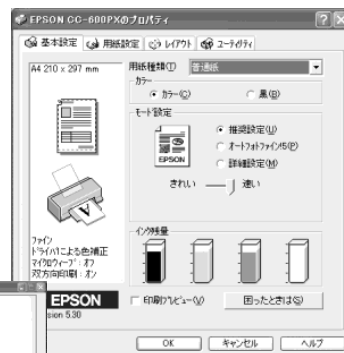 EPSON CC-600PXのプロパティ
基本設定 用紙設定 レイアウト ユーティリティ
A4 210 x 297 mm
用紙種類(T) 普通紙
カラー
カラー(C) 黒(B)
モード設定
推奨設定(U)
オートフォトファイン!5(P)
詳細設定(M)
EPSON
きれい 速い
ファイン
ドライバによる色補正
マイクロウィーブ: オフ
双方向印刷: オン
インク残量
EPSON
sion 5.30
印刷プレビュー(V) 困ったときは(S)
OK キャンセル ヘルプ